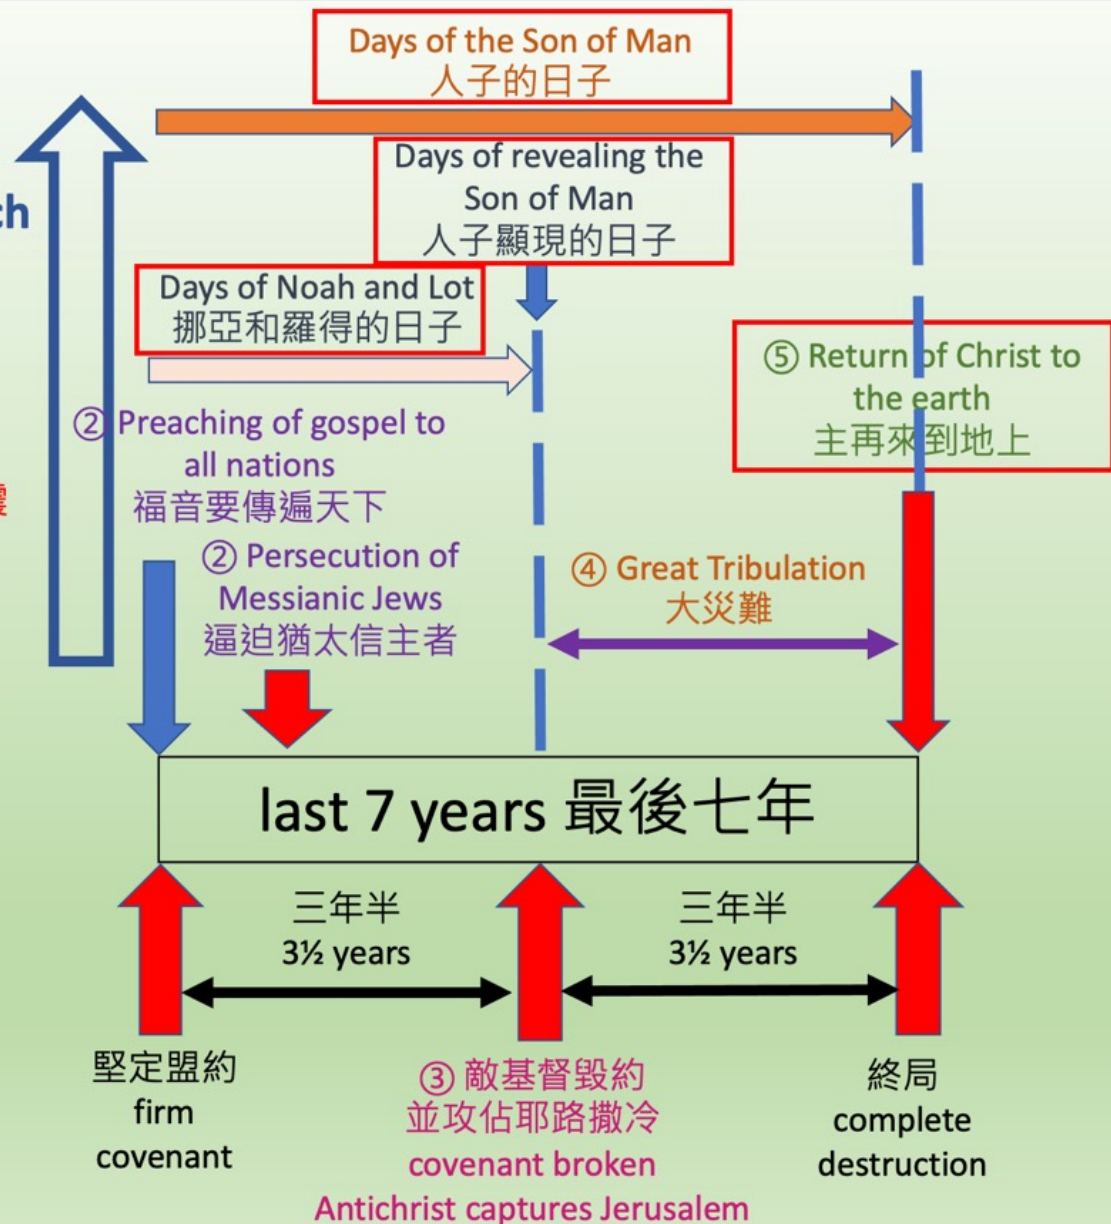 Days of the Son of Man
人子的日子
Days of revealing the
Son of Man
人子顯現的日子
Days of Noah and Lot
挪亞和羅得的日子
⑤ Return of Christ to
the earth
主再來到地上
② Preaching of gospel to
all nations
福音要傳遍天下
② Persecution of
Messianic Jews
逼迫猶太信主者
④ Great Tribulation
大災難
last 7 years 最後七年
三年半
3½ years
三年半
3½ years
堅定盟約
firm
covenant
③ 敵基督毀約
並攻佔耶路撒冷
covenant broken
Antichrist captures Jerusalem
終局
complete
destruction